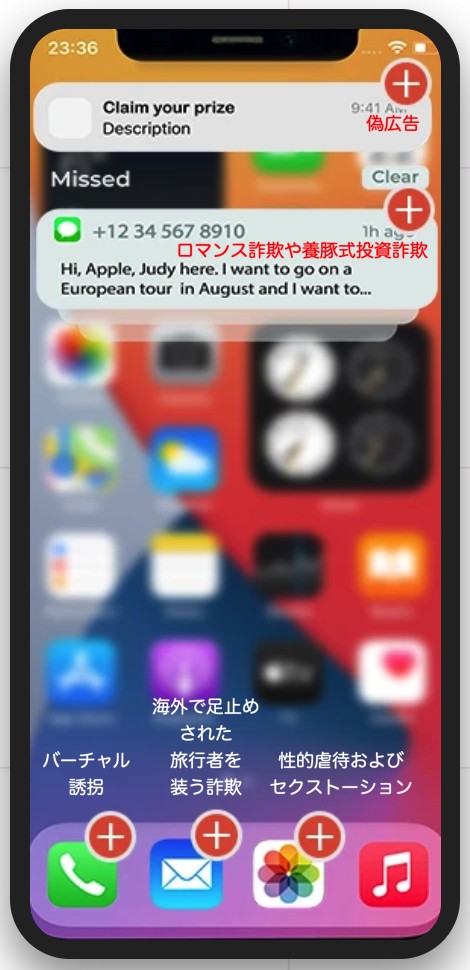 23:36
Claim your prize
9:41 AM
Description
偽広告
Missed
Clear
+12 34 567 8910
1h ago
ロマンス詐欺や養豚式投資詐欺
Hi, Apple, Judy here. I want to go on a
European tour in August and I want to...
バーチャル
誘拐
海外で足止め
された
旅行者を
装う詐欺
性的虐待および
セクストーション